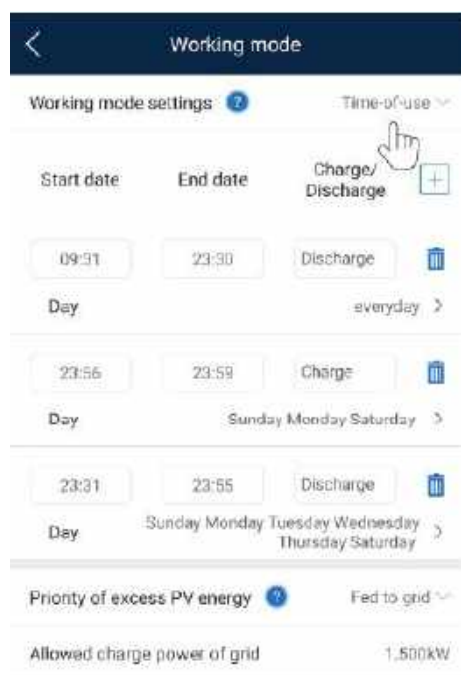 Working mode
Working mode settings ? Time-of-use
Start date End date Charge/
Discharge
09:31 23:30 Discharge
Day everyday
23:56 23:59 Charge
Day Sunday Monday Saturday
23:31 23:55 Discharge
Day Sunday Monday Tuesday Wednesday
Thursday Saturday
Priority of excess PV energy ? Fed to grid
Allowed charge power of grid 1,500kW